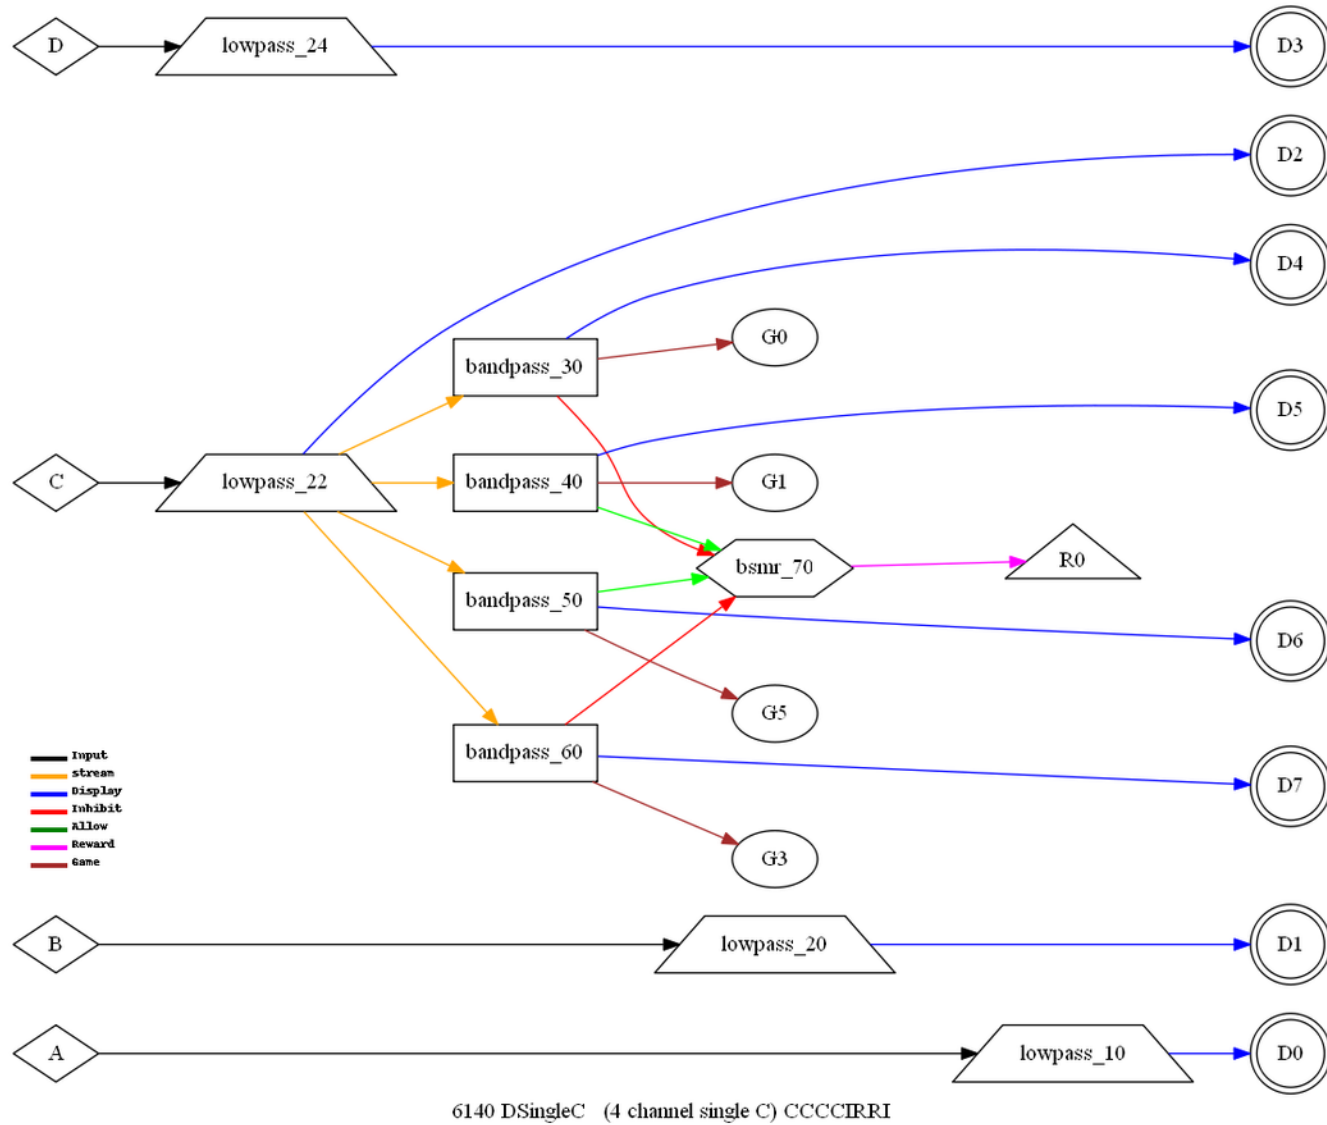 D
lowpass_24
D3
D2
D4
G0
bandpass_30
D5
C
lowpass_22
bandpass_40
G1
bsmr_70
R0
bandpass_50
D6
G5
bandpass_60
D7
Input
stream
Display
Inhibit
Allow
Reward
Game
G3
B
lowpass_20
D1
A
lowpass_10
D0
6140 DSingleC (4 channel single C) CCCCIRRI